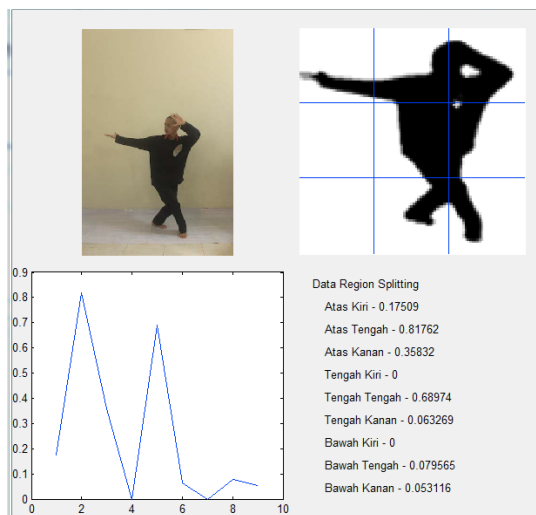 0.9
0.8
0.7
0.6
0.5
0.4
0.3
0.2
0.1
0
0 2 4 6 8 10
Data Region Splitting
Atas Kiri - 0.17509
Atas Tengah - 0.81762
Atas Kanan - 0.35832
Tengah Kiri - 0
Tengah Tengah - 0.68974
Tengah Kanan - 0.063269
Bawah Kiri - 0
Bawah Tengah - 0.079565
Bawah Kanan - 0.053116